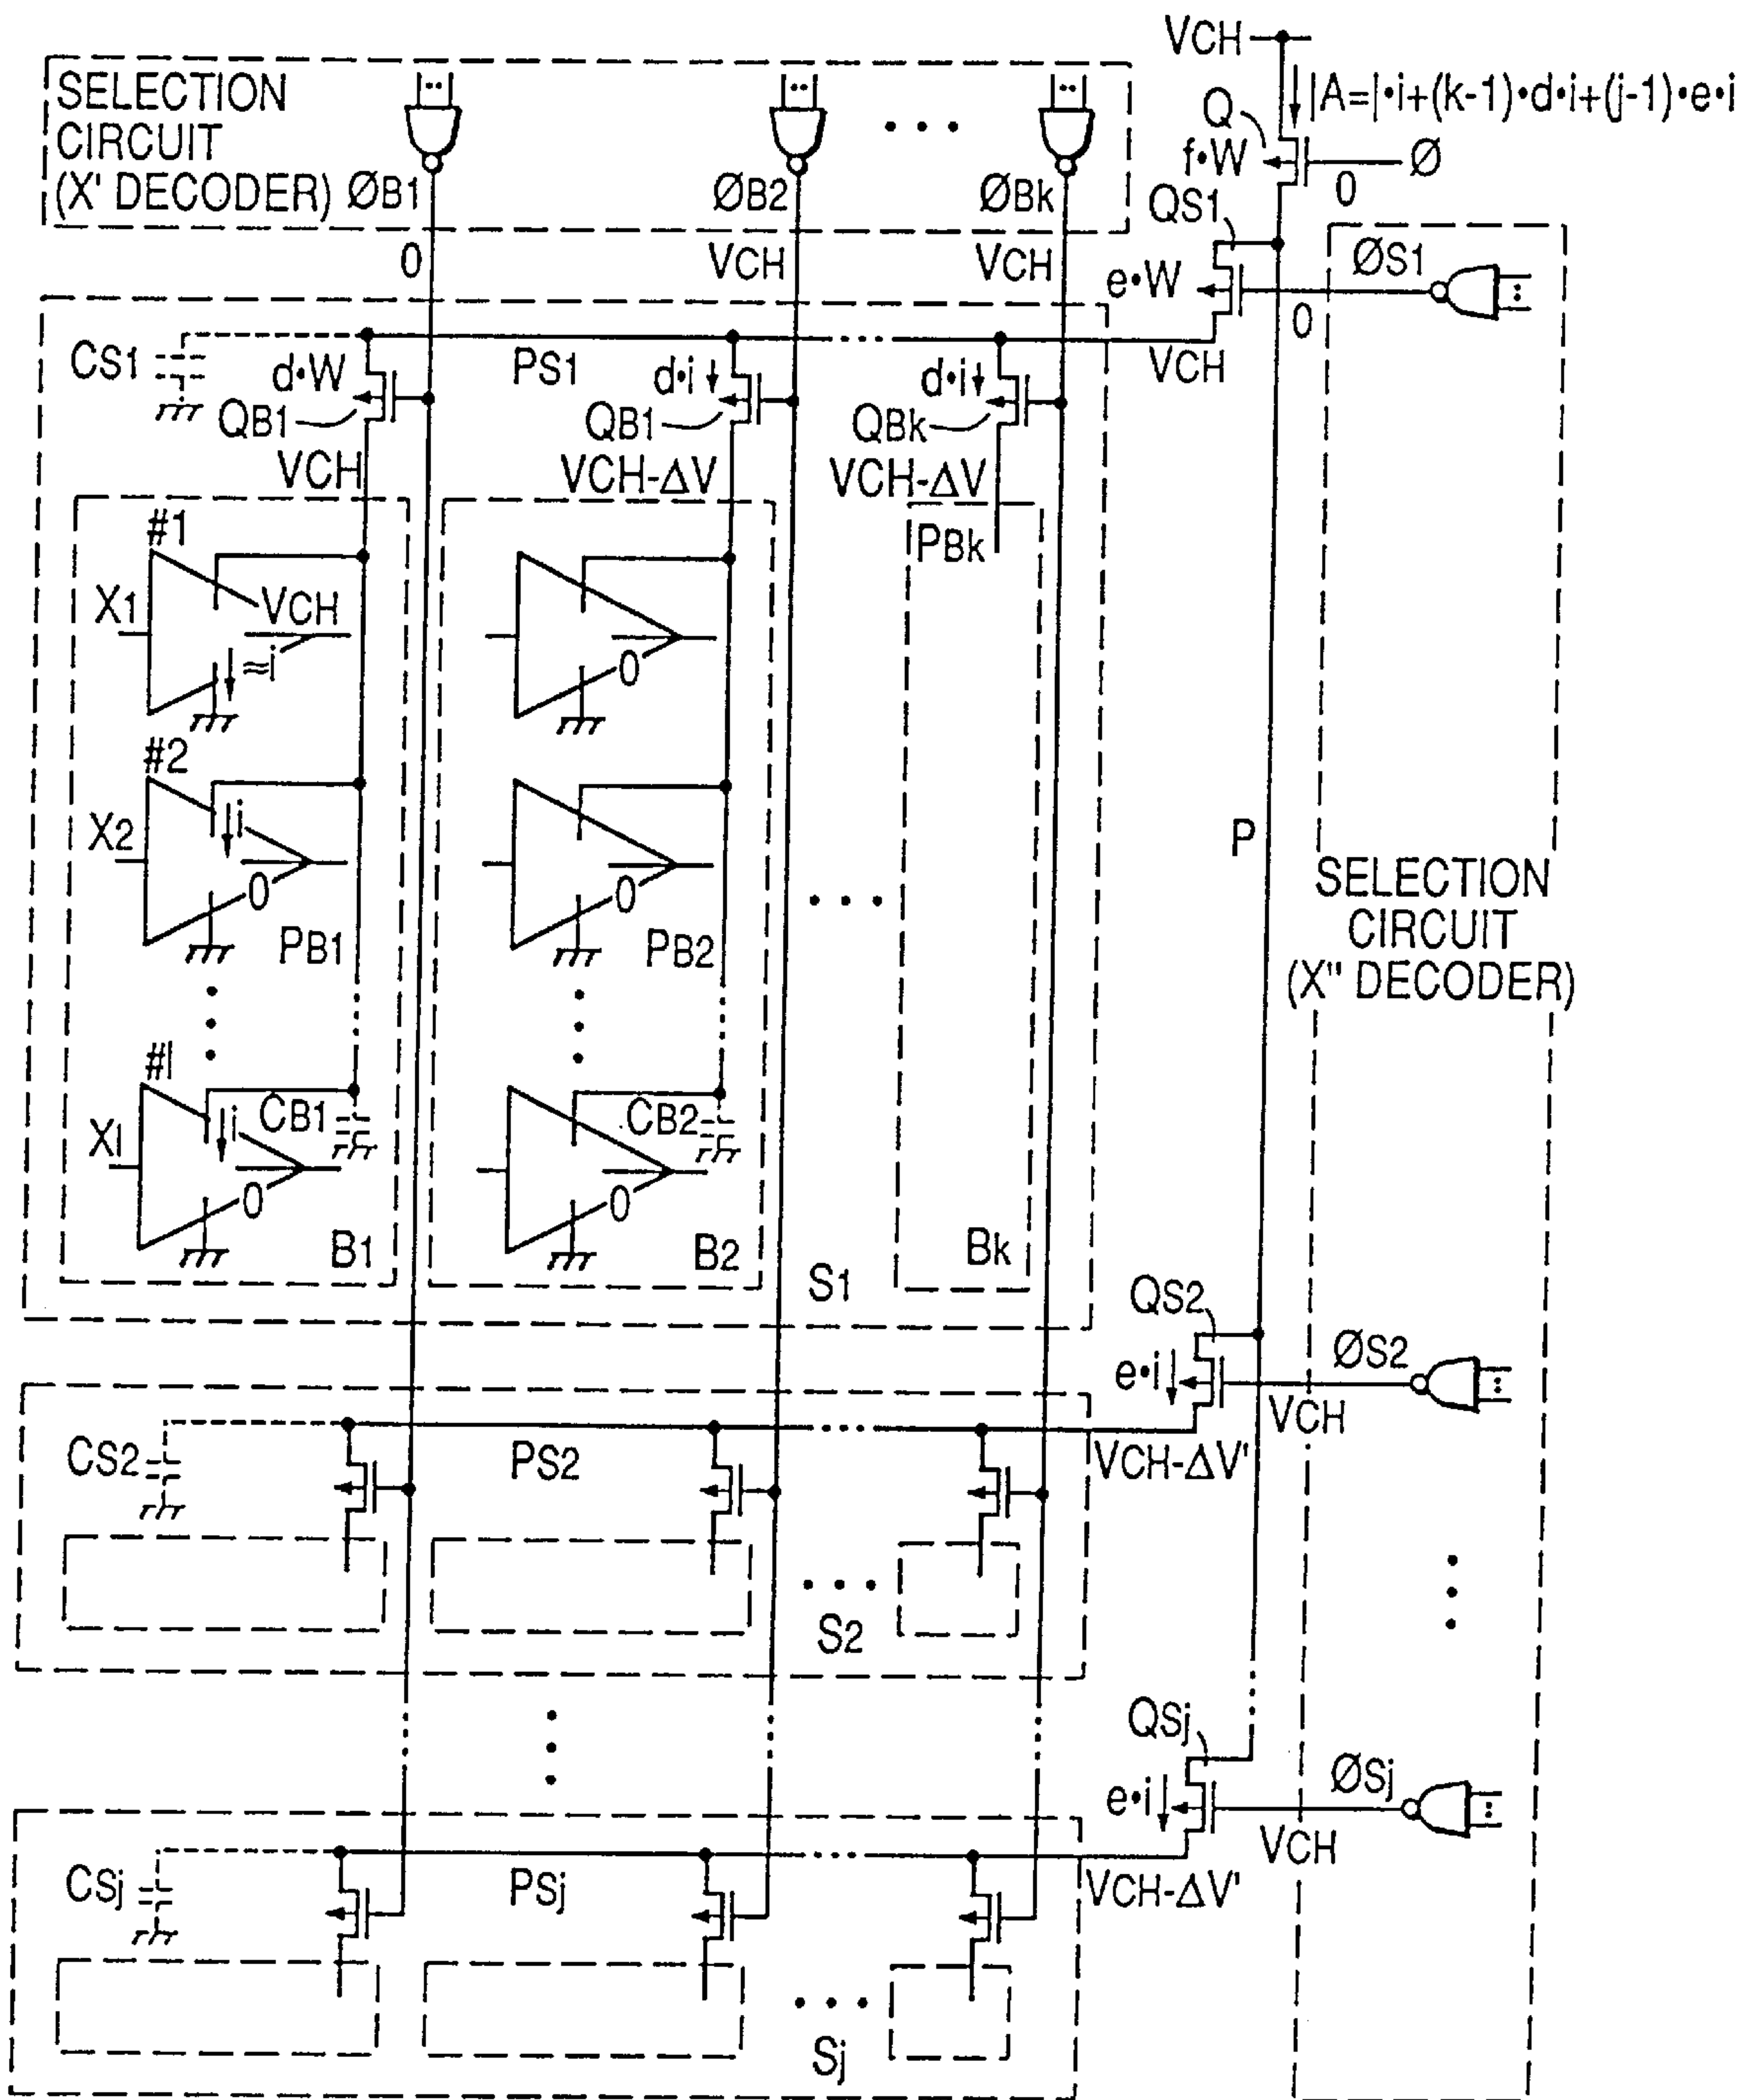 VCH
SELECTION
CIRCUIT
(X' DECODER)
ØB1
ØB2
ØBk
Q
|A=|•i+(k-1)•d•i+(j-1)•e•i
f•W
0
Ø
QS1
0
VCH
VCH
e•W
ØS1
0
CS1
d•W
PS1
d•i
d•i
VCH
QB1
QB1
QBk
VCH
VCH-ΔV
VCH-ΔV
#1
PBk
X1
VCH
≈i
0
#2
X2
i
0
0
P
PB1
PB2
SELECTION
CIRCUIT
(X" DECODER)
#l
Xl
i
CB1
CB2
0
0
B1
B2
Bk
S1
QS2
ØS2
e•i
VCH
CS2
PS2
VCH-ΔV'
S2
QSj
ØSj
e•i
VCH
CSj
PSj
VCH-ΔV'
Sj